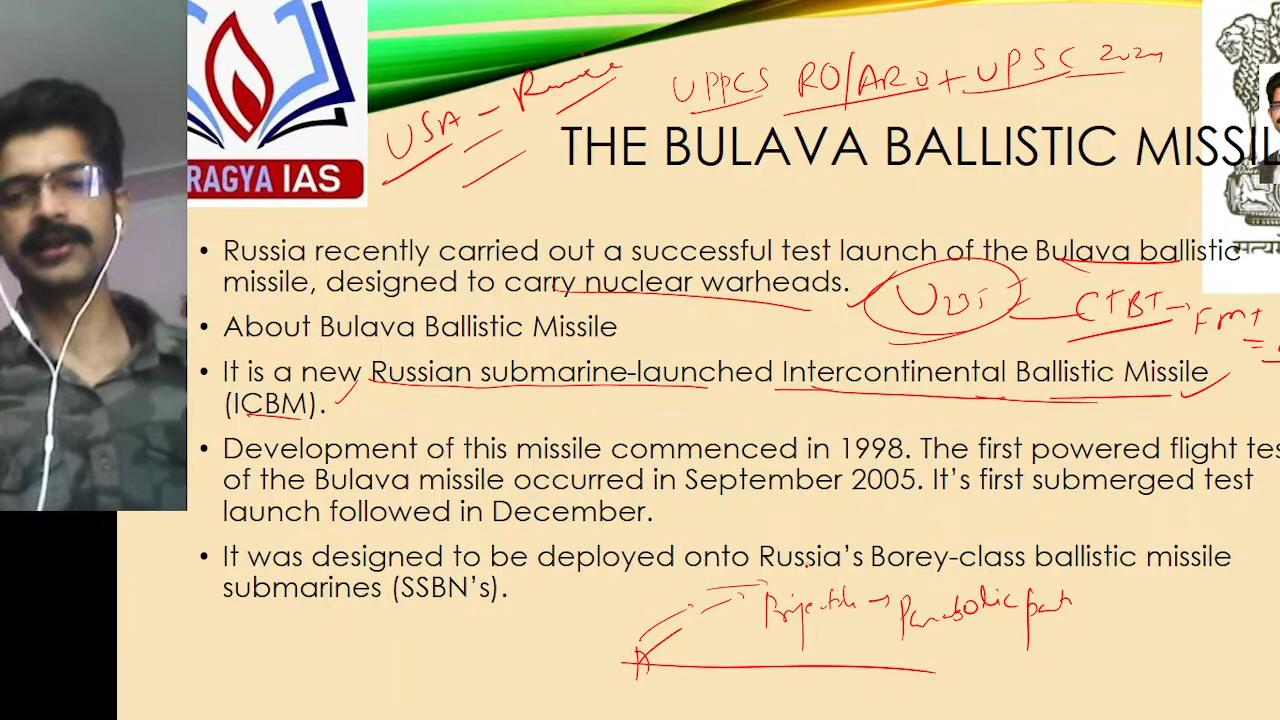 UPPCS RO/ARO + UPSC 2024
USA - Russia
THE BULAVA BALLISTIC MISSIL
RAGYA IAS
• Russia recently carried out a successful test launch of the Bulava ballistic
missile, designed to carry nuclear warheads.
CTBT
• About Bulava Ballistic Missile
• It is a new Russian submarine-launched Intercontinental Ballistic Missile
(ICBM).
• Development of this missile commenced in 1998. The first powered flight tes
of the Bulava missile occurred in September 2005. It's first submerged test
launch followed in December.
• It was designed to be deployed onto Russia's Borey-class ballistic missile
submarines (SSBN's).
Projectile → Parabolic path